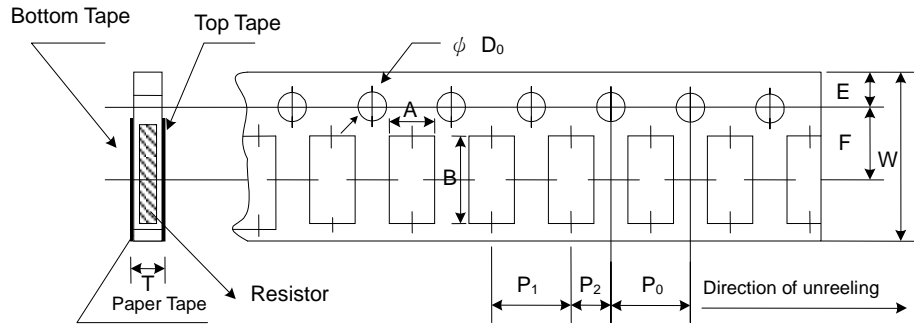 Bottom Tape
Top Tape
ψ D₀
A
E
F
W
B
T
P₁
P₂
P₀
Direction of unreeling
Paper Tape
Resistor